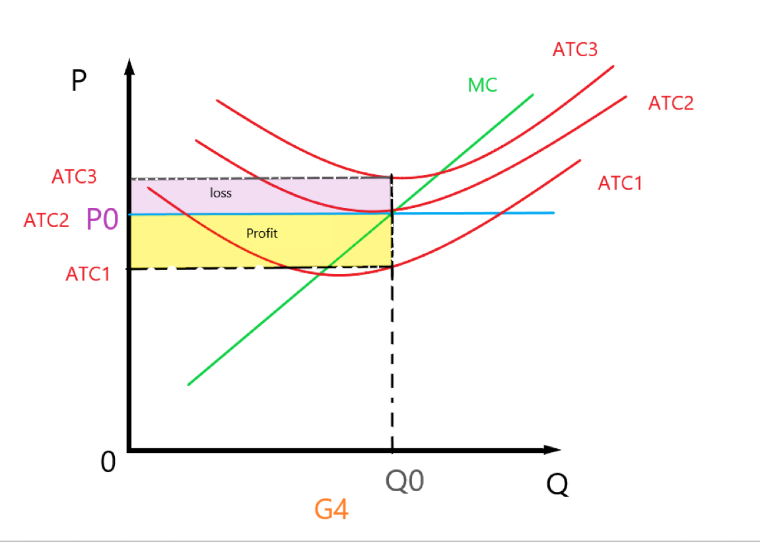 ATC3
P
MC
ATC2
ATC3
loss
ATC1
ATC2
P0
Profit
ATC1
0
Q0
Q
G4